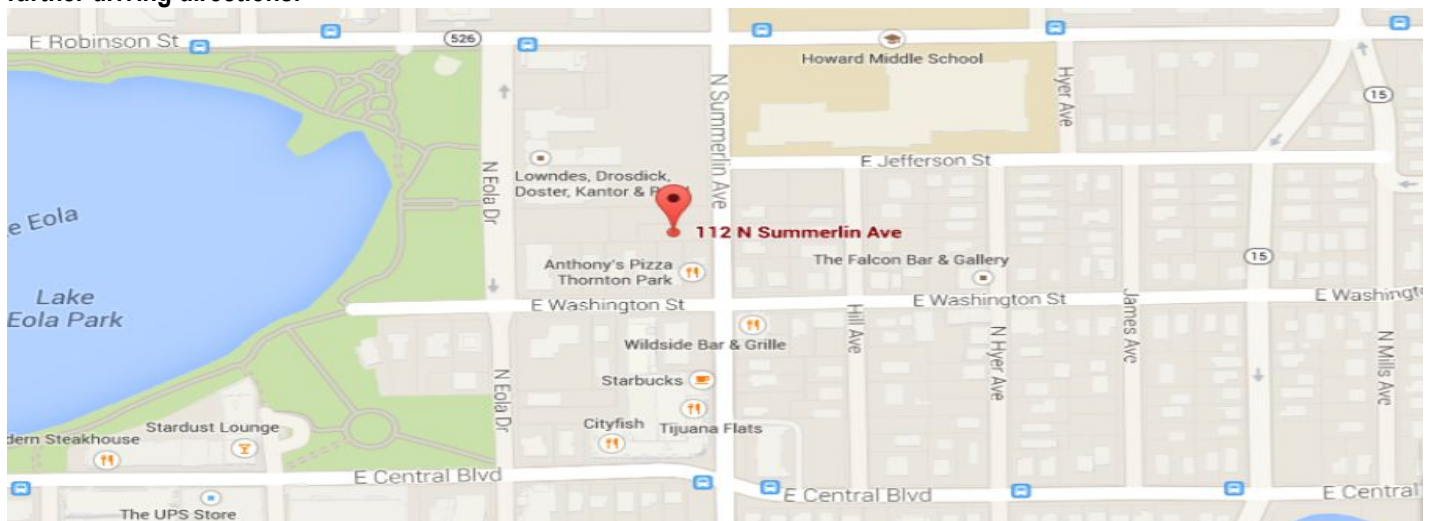 further driving directions.
E Robinson St
526
Howard Middle School
N Summerlin Ave
Hyer Ave
15
E Jefferson St
N Eola Dr
Lowndes, Drosdick,
Doster, Kantor &
Eola
112 N Summerlin Ave
The Falcon Bar & Gallery
15
Anthony's Pizza
Thornton Park
Lake
Eola Park
E Washington St
E Washington St
E
Hill Ave
James Ave
Wildside Bar & Grille
N Hyer Ave
N Mills Ave
N Eola Dr
Starbucks
Cityfish
Tijuana Flats
Stardust Lounge
Steakhouse
E Central Blvd
E Central Blvd
E Central
The UPS Store